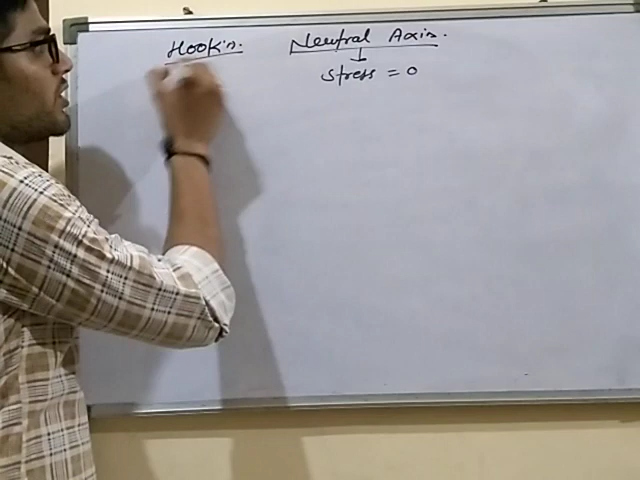 Hook's.
Neutral Axis.
Stress = 0